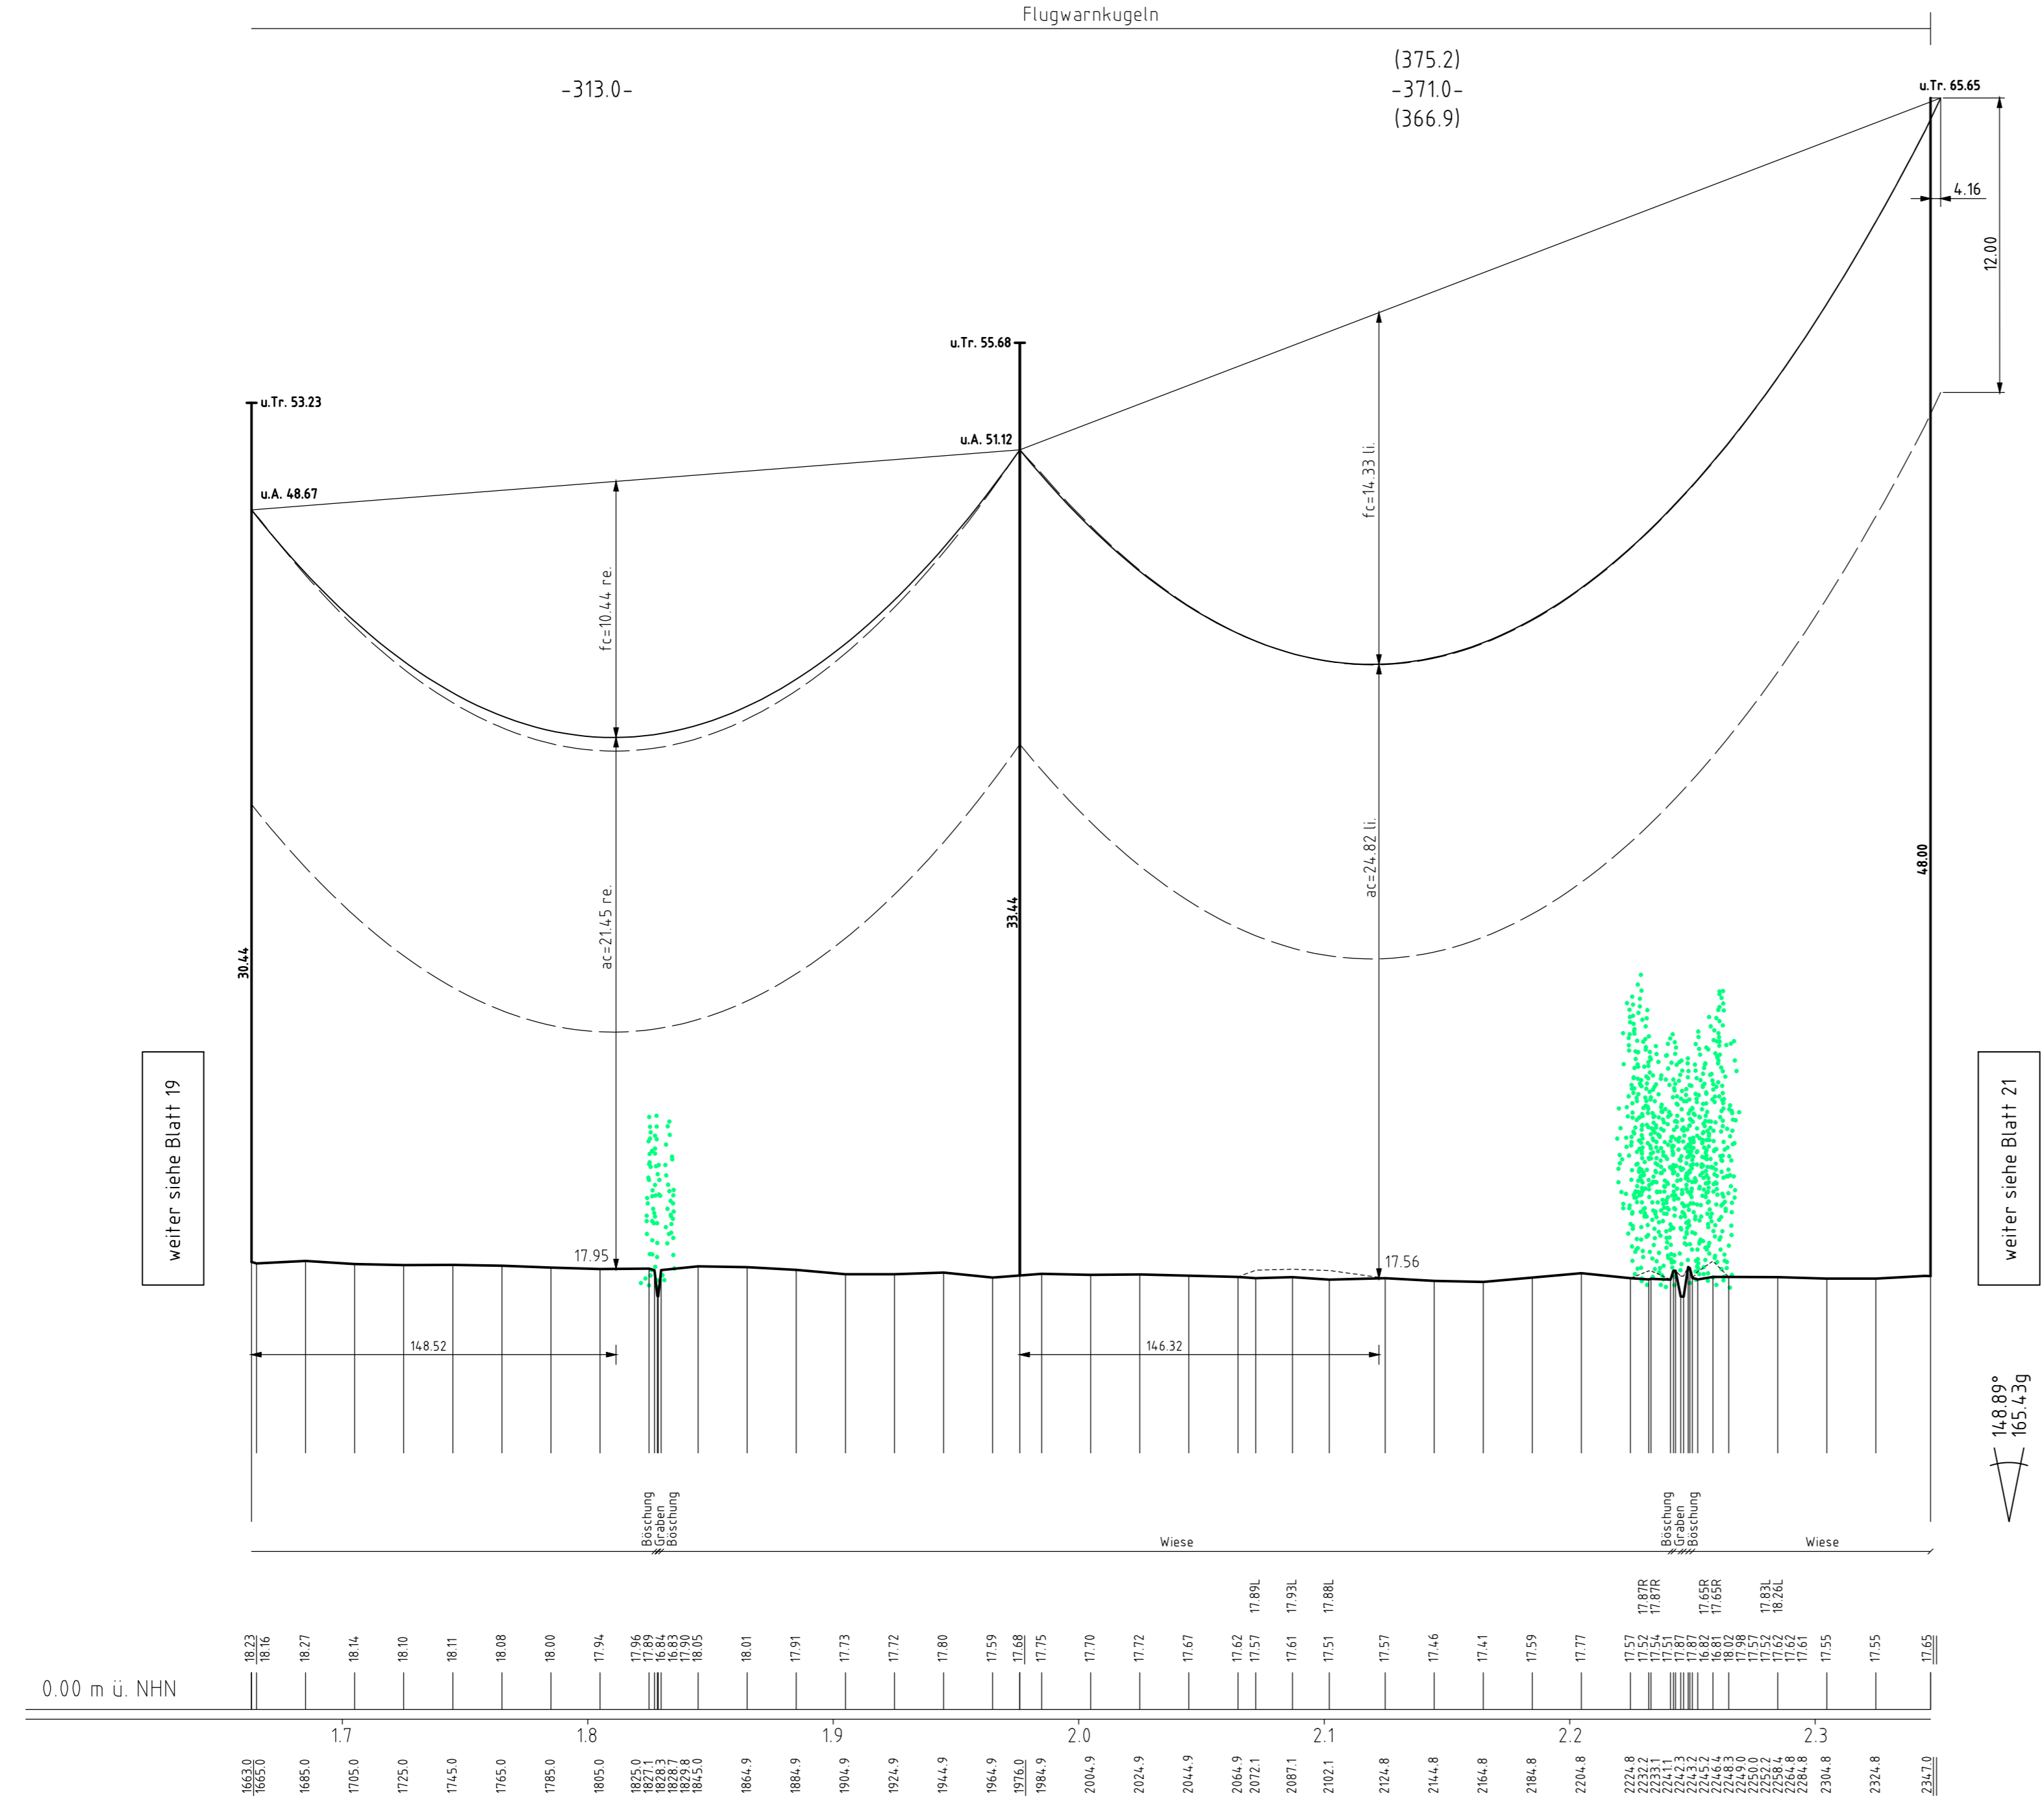 Flugwarnkugeln
-313.0-
(375.2)
-371.0-
(366.9)
u.Tr. 65.65
4.16
12.00
u.Tr. 55.68
u.Tr. 53.23
u.A. 51.12
u.A. 48.67
fc=10.44 re.
fc=14.33 li.
ac=21.45 re.
ac=24.82 li.
30.44
33.44
48.00
weiter siehe Blatt 19
weiter siehe Blatt 21
17.95
17.56
148.52
146.32
148.89°
165.43g
Böschung
Graben
Böschung
Wiese
Böschung
Graben
Böschung
Wiese
17.89L 17.93L 17.88L 17.87R 17.87R 17.65R 17.65R 17.83L 18.26L
18.23 18.16 18.27 18.14 18.10 18.11 18.08 18.00 17.94 17.96 17.89 16.84 16.83 17.90 18.05 18.01 17.91 17.73 17.72 17.80 17.59 17.68 17.75 17.70 17.72 17.67 17.62 17.57 17.61 17.51 17.57 17.46 17.41 17.59 17.77 17.57 17.52 17.54 17.51 17.87 17.87 16.82 16.81 18.02 17.98 17.57 17.52 17.62 17.62 17.61 17.55 17.55 17.65
0.00 m ü. NHN
1.7 1.8 1.9 2.0 2.1 2.2 2.3
1663.0 1665.0 1685.0 1705.0 1725.0 1745.0 1765.0 1785.0 1805.0 1825.0 1827.1 1828.3 1828.7 1829.8 1845.0 1864.9 1884.9 1904.9 1924.9 1944.9 1964.9 1976.0 1984.9 2004.9 2024.9 2044.9 2064.9 2072.1 2087.1 2102.1 2124.8 2144.8 2164.8 2184.8 2204.8 2224.8 2232.2 2233.1 2241.1 2242.3 2243.2 2245.2 2246.4 2248.3 2249.0 2250.0 2252.2 2258.4 2264.8 2284.8 2304.8 2324.8 2347.0